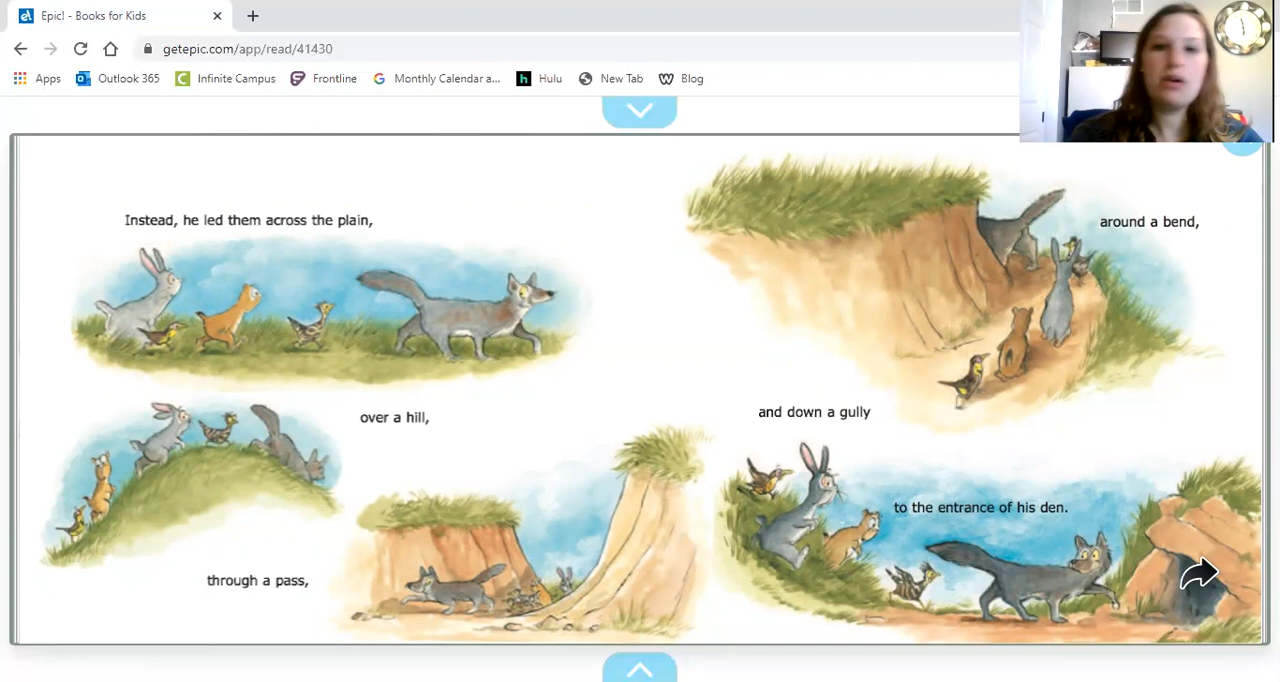 Epic! - Books for Kids
getepic.com/app/read/41430
Apps Outlook 365 Infinite Campus Frontline Monthly Calendar a... Hulu New Tab Blog
Instead, he led them across the plain,
over a hill,
through a pass,
around a bend,
and down a gully
to the entrance of his den.